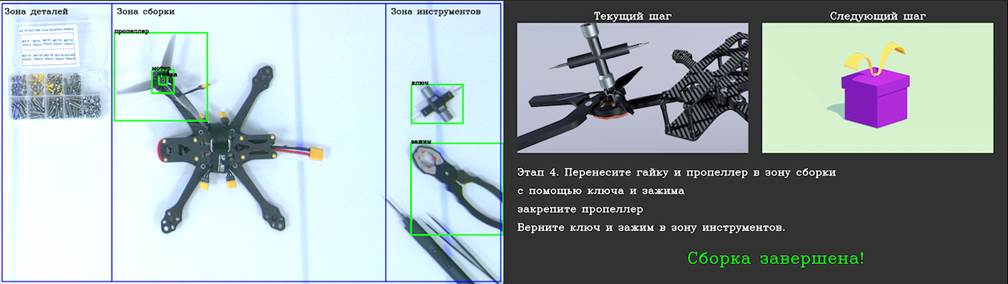 Зона деталей
Зона сборки
Зона инструментов
пропеллер
мотор
ключ
зажим
Текущий шаг
Следующий шаг
Этап 4. Перенесите гайку и пропеллер в зону сборки
с помощью ключа и зажима
закрепите пропеллер
Верните ключ и зажим в зону инструментов.
Сборка завершена!